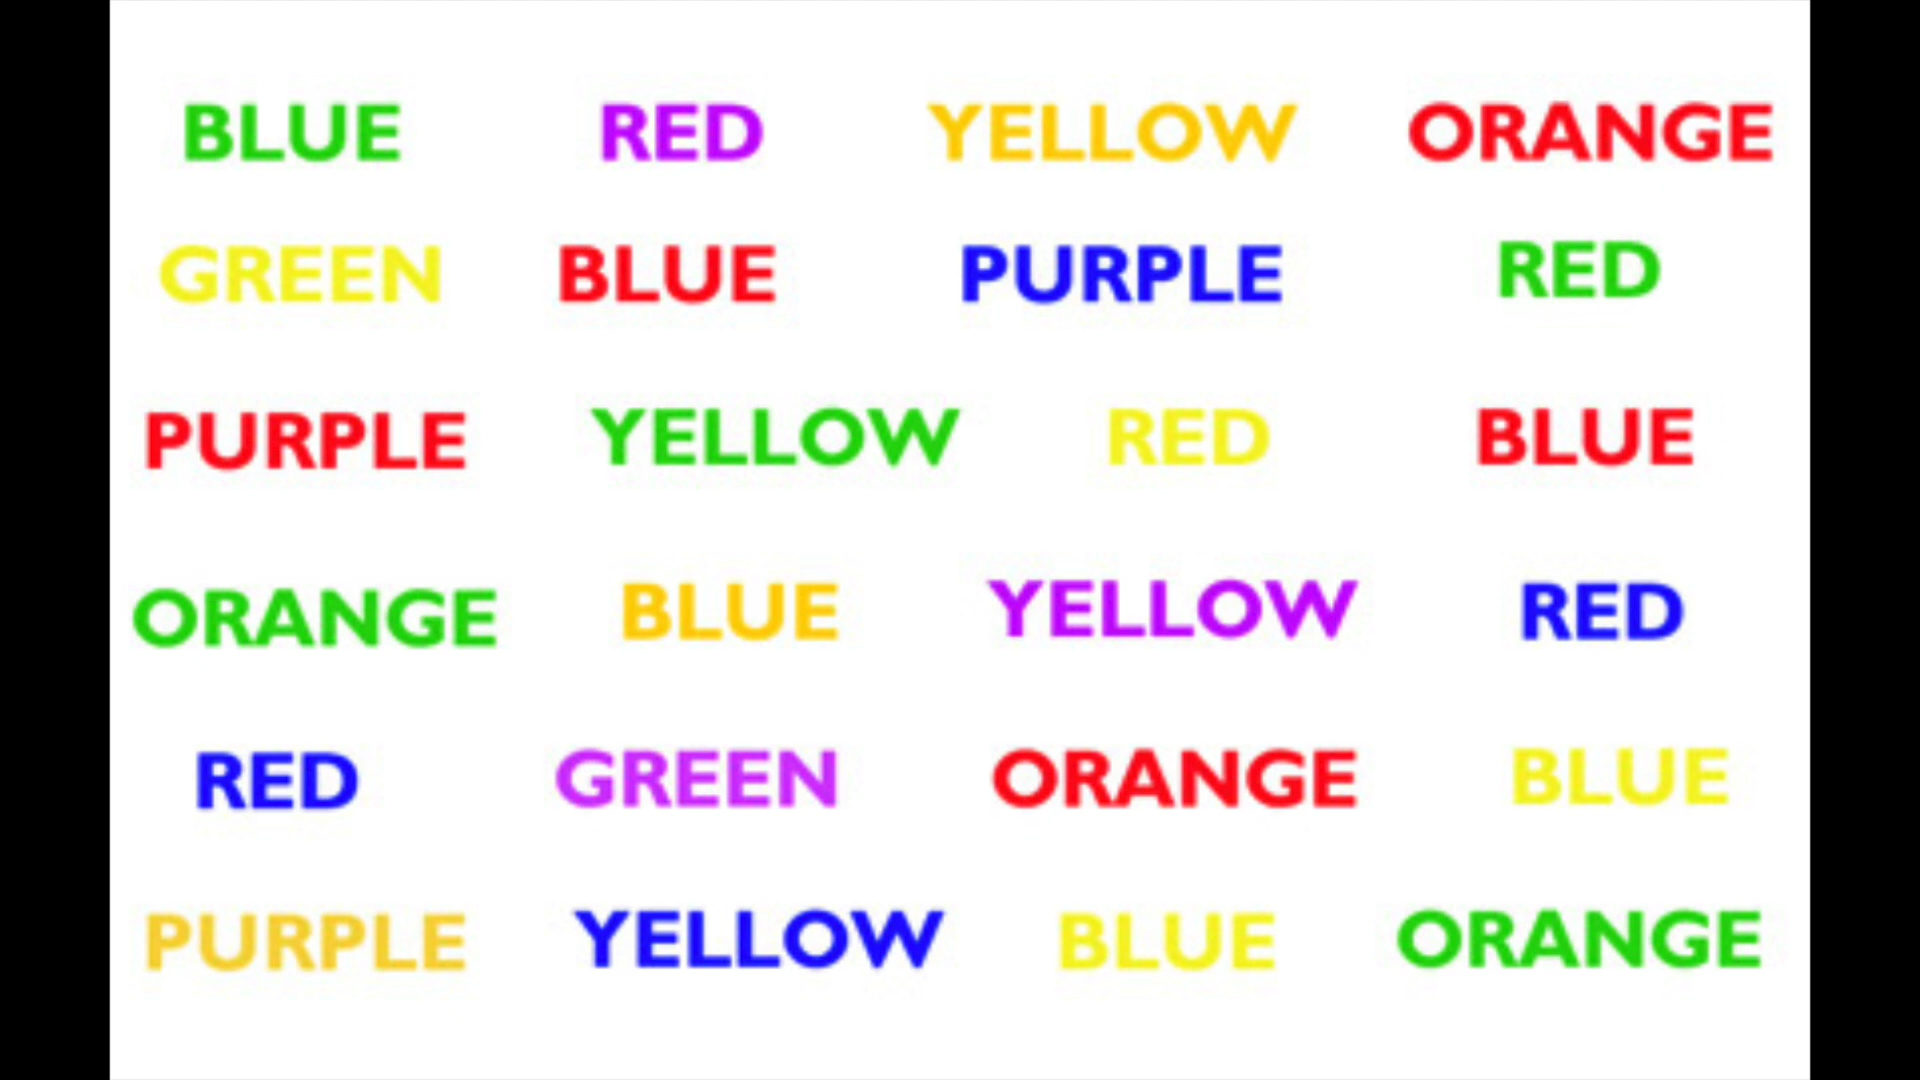 BLUE RED YELLOW ORANGE
GREEN BLUE PURPLE RED
PURPLE YELLOW RED BLUE
ORANGE BLUE YELLOW RED
RED GREEN ORANGE BLUE
PURPLE YELLOW BLUE ORANGE